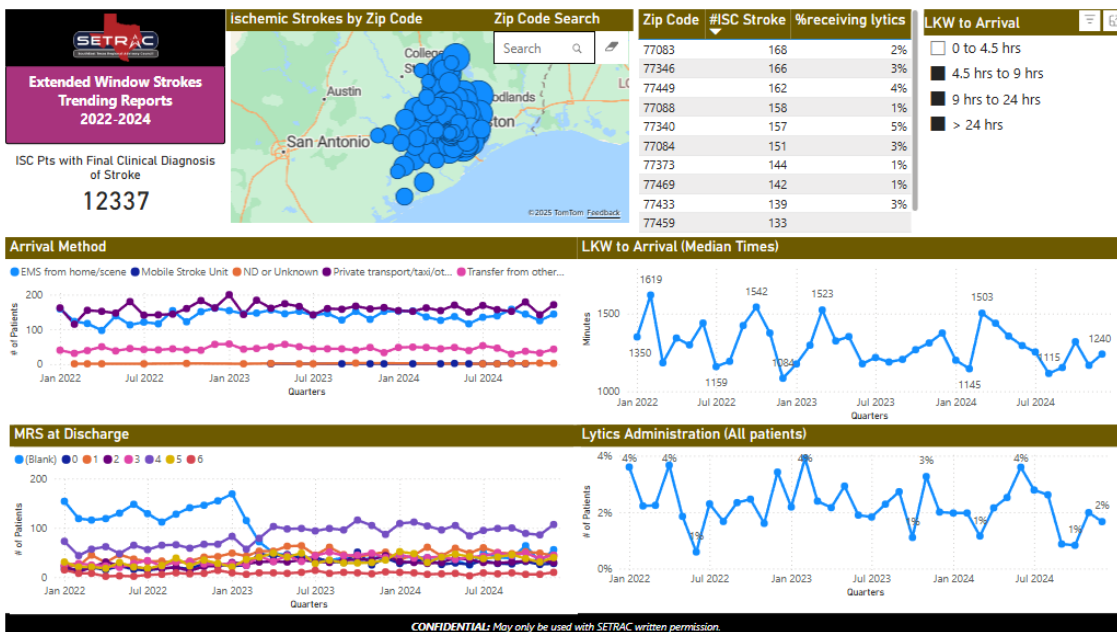 SETRAC
Extended Window Strokes
Trending Reports
2022-2024
ISC Pts with Final Clinical Diagnosis
of Stroke
12337
Ischemic Strokes by Zip Code
Zip Code Search
Search
College
Austin
San Antonio
©2025 TomTom Feedback
Zip Code #ISC Stroke %receiving lytics
77083 168 2%
77346 166 3%
77449 162 4%
77088 158 1%
77340 157 5%
77084 151 3%
77373 144 1%
77469 142 1%
77433 139 3%
77459 133
LKW to Arrival
0 to 4.5 hrs
4.5 hrs to 9 hrs
9 hrs to 24 hrs
> 24 hrs
Arrival Method
EMS from home/scene Mobile Stroke Unit ND or Unknown Private transport/taxi/ot... Transfer from other...
# of Patients
200
100
0
Jan 2022 Jul 2022 Jan 2023 Jul 2023 Jan 2024 Jul 2024
Quarters
LKW to Arrival (Median Times)
Minutes
1500
1000
1619
1350
1159
1542
1084
1523
1145
1503
1115
1240
Jan 2022 Jul 2022 Jan 2023 Jul 2023 Jan 2024 Jul 2024
Quarters
MRS at Discharge
(Blank) 0 1 2 3 4 5 6
# of Patients
200
100
0
Jan 2022 Jul 2022 Jan 2023 Jul 2023 Jan 2024 Jul 2024
Quarters
Lytics Administration (All patients)
# of Patients
4%
2%
0%
4%
4%
1%
4%
1%
3%
1%
4%
1%
2%
Jan 2022 Jul 2022 Jan 2023 Jul 2023 Jan 2024 Jul 2024
Quarters
CONFIDENTIAL: May only be used with SETRAC written permission.